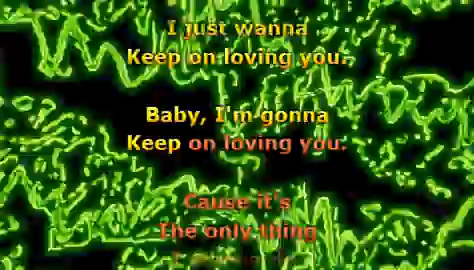 I just wanna
Keep on loving you.
Baby, I'm gonna
Keep on loving you.
Cause it's
The only thing